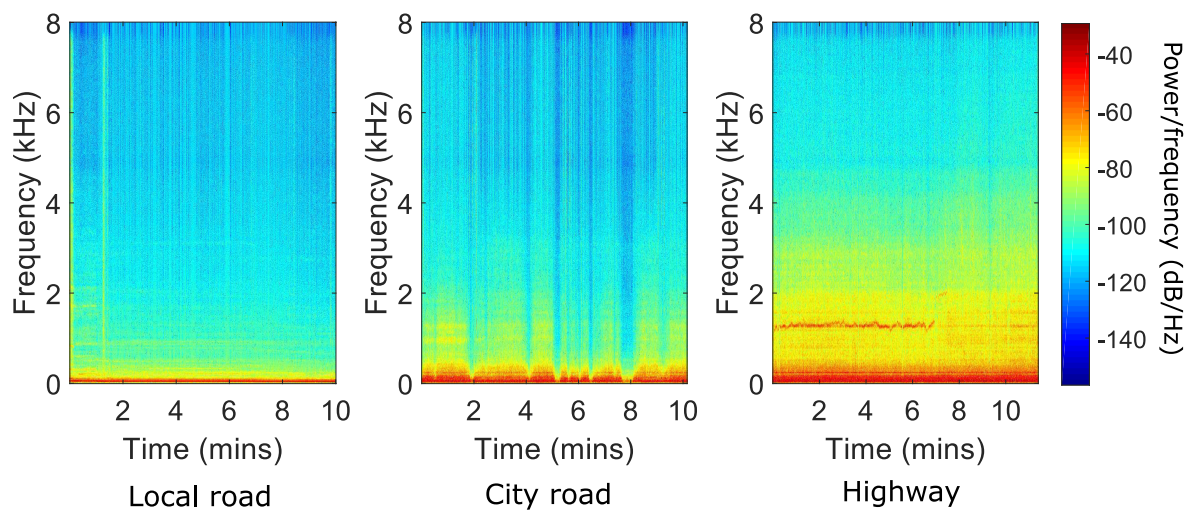 8
6
4
2
0
Frequency (kHz)
2 4 6 8 10
Time (mins)
Local road
8
6
4
2
0
Frequency (kHz)
2 4 6 8 10
Time (mins)
City road
8
6
4
2
0
Frequency (kHz)
2 4 6 8 10
Time (mins)
Highway
-40
-60
-80
-100
-120
-140
Power/frequency (dB/Hz)